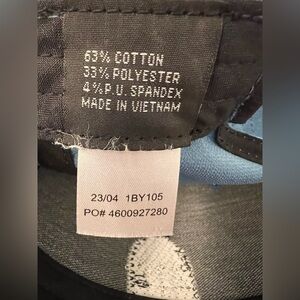 63% COTTON
33% POLYESTER
4% P.U. SPANDEX
MADE IN VIETNAM
23/04 1BY105
PO# 4600927280